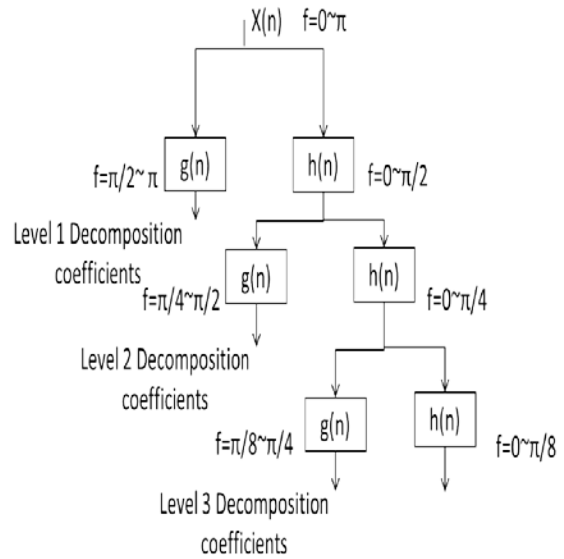 X(n) f=0~π
g(n)
h(n)
f=π/2~ π
f=0~π/2
Level 1 Decomposition
coefficients
g(n)
h(n)
f=π/4~π/2
f=0~π/4
Level 2 Decomposition
coefficients
g(n)
h(n)
f=π/8~π/4
f=0~π/8
Level 3 Decomposition
coefficients